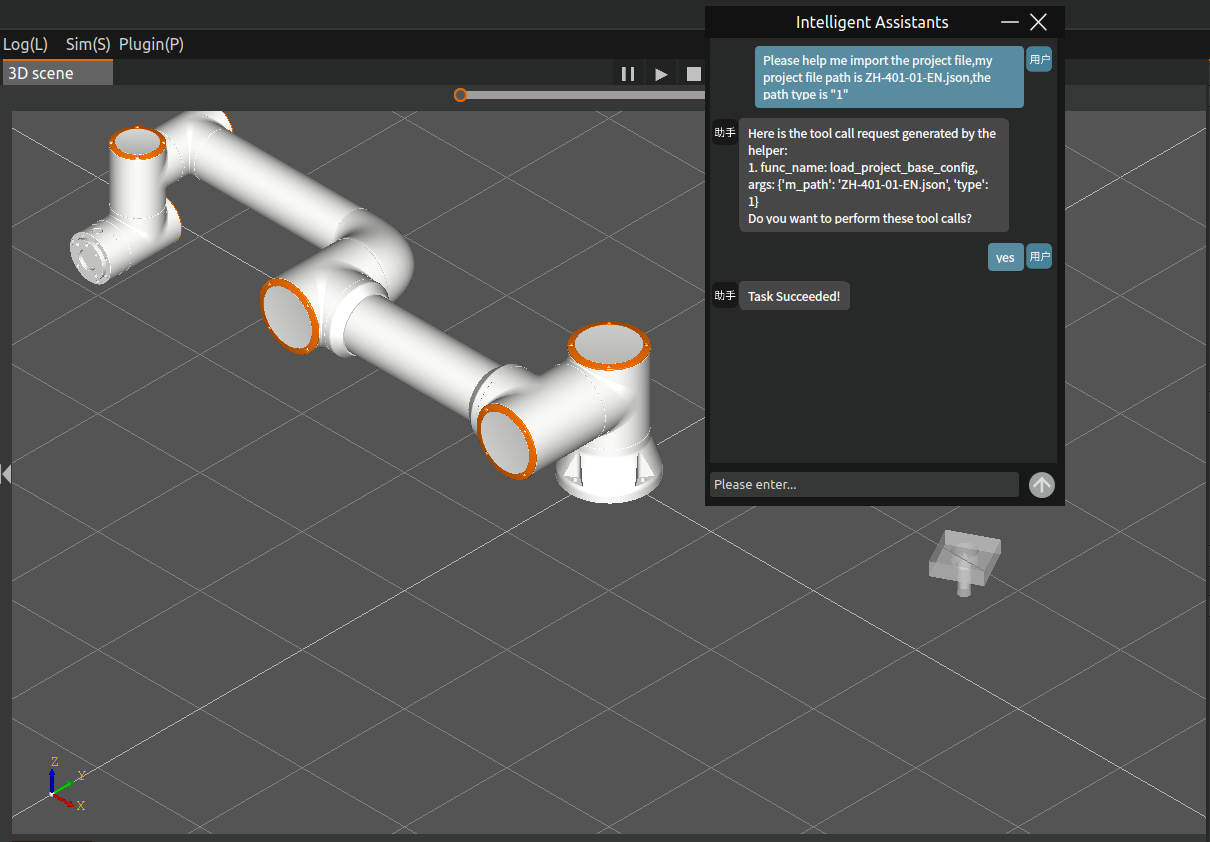 Intelligent Assistants
Log(L) Sim(S) Plugin(P)
3D scene
Please help me import the project file,my
project file path is ZH-401-01-EN.json,the
path type is "1"
用户
助手
Here is the tool call request generated by the
helper:
1. func_name: load_project_base_config,
args: {'m_path': 'ZH-401-01-EN.json', 'type':
1}
Do you want to perform these tool calls?
yes
用户
助手
Task Succeeded!
Please enter...
Z
Y
X